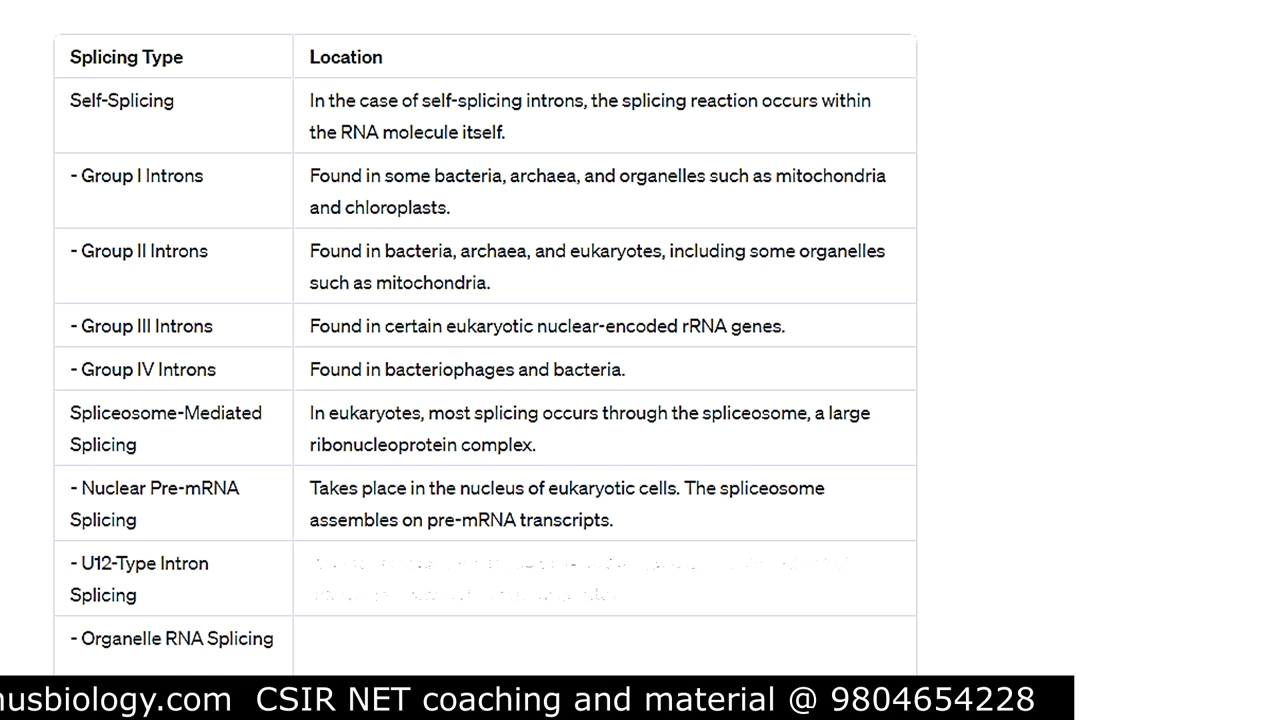 Splicing Type Location
Self-Splicing In the case of self-splicing introns, the splicing reaction occurs within
the RNA molecule itself.
- Group I Introns Found in some bacteria, archaea, and organelles such as mitochondria
and chloroplasts.
- Group II Introns Found in bacteria, archaea, and eukaryotes, including some organelles
such as mitochondria.
- Group III Introns Found in certain eukaryotic nuclear-encoded rRNA genes.
- Group IV Introns Found in bacteriophages and bacteria.
Spliceosome-Mediated In eukaryotes, most splicing occurs through the spliceosome, a large
Splicing ribonucleoprotein complex.
- Nuclear Pre-mRNA Takes place in the nucleus of eukaryotic cells. The spliceosome
Splicing assembles on pre-mRNA transcripts.
- U12-Type Intron
Splicing
- Organelle RNA Splicing
usbiology.com CSIR NET coaching and material @ 9804654228